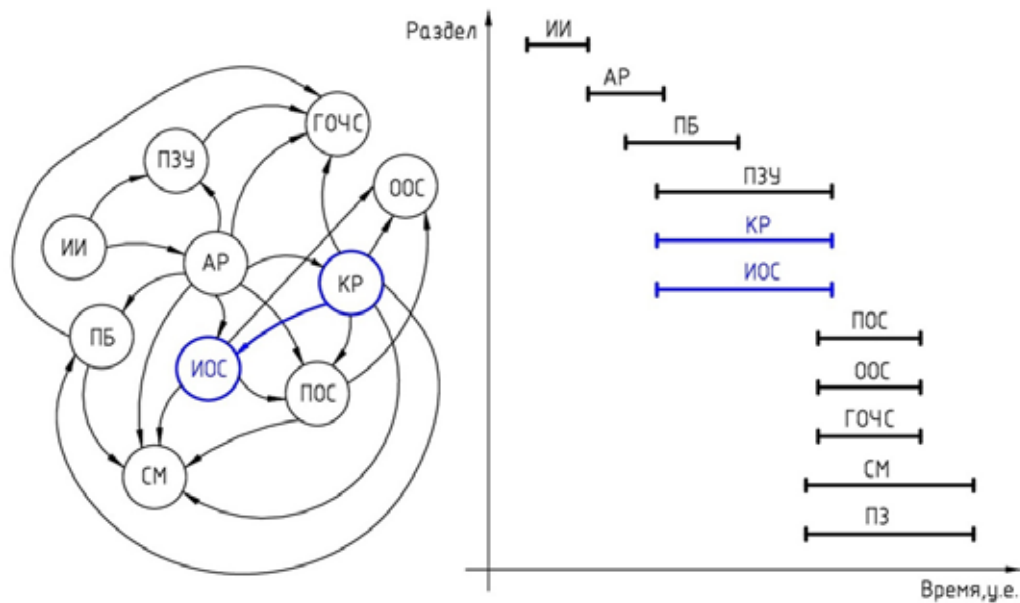 ГОЧС
ПЗУ
ООС
ИИ
АР
КР
ПБ
ИОС
ПОС
СМ
Раздел
ИИ
АР
ПБ
ПЗУ
КР
ИОС
ПОС
ООС
ГОЧС
СМ
ПЗ
Время,у.е.